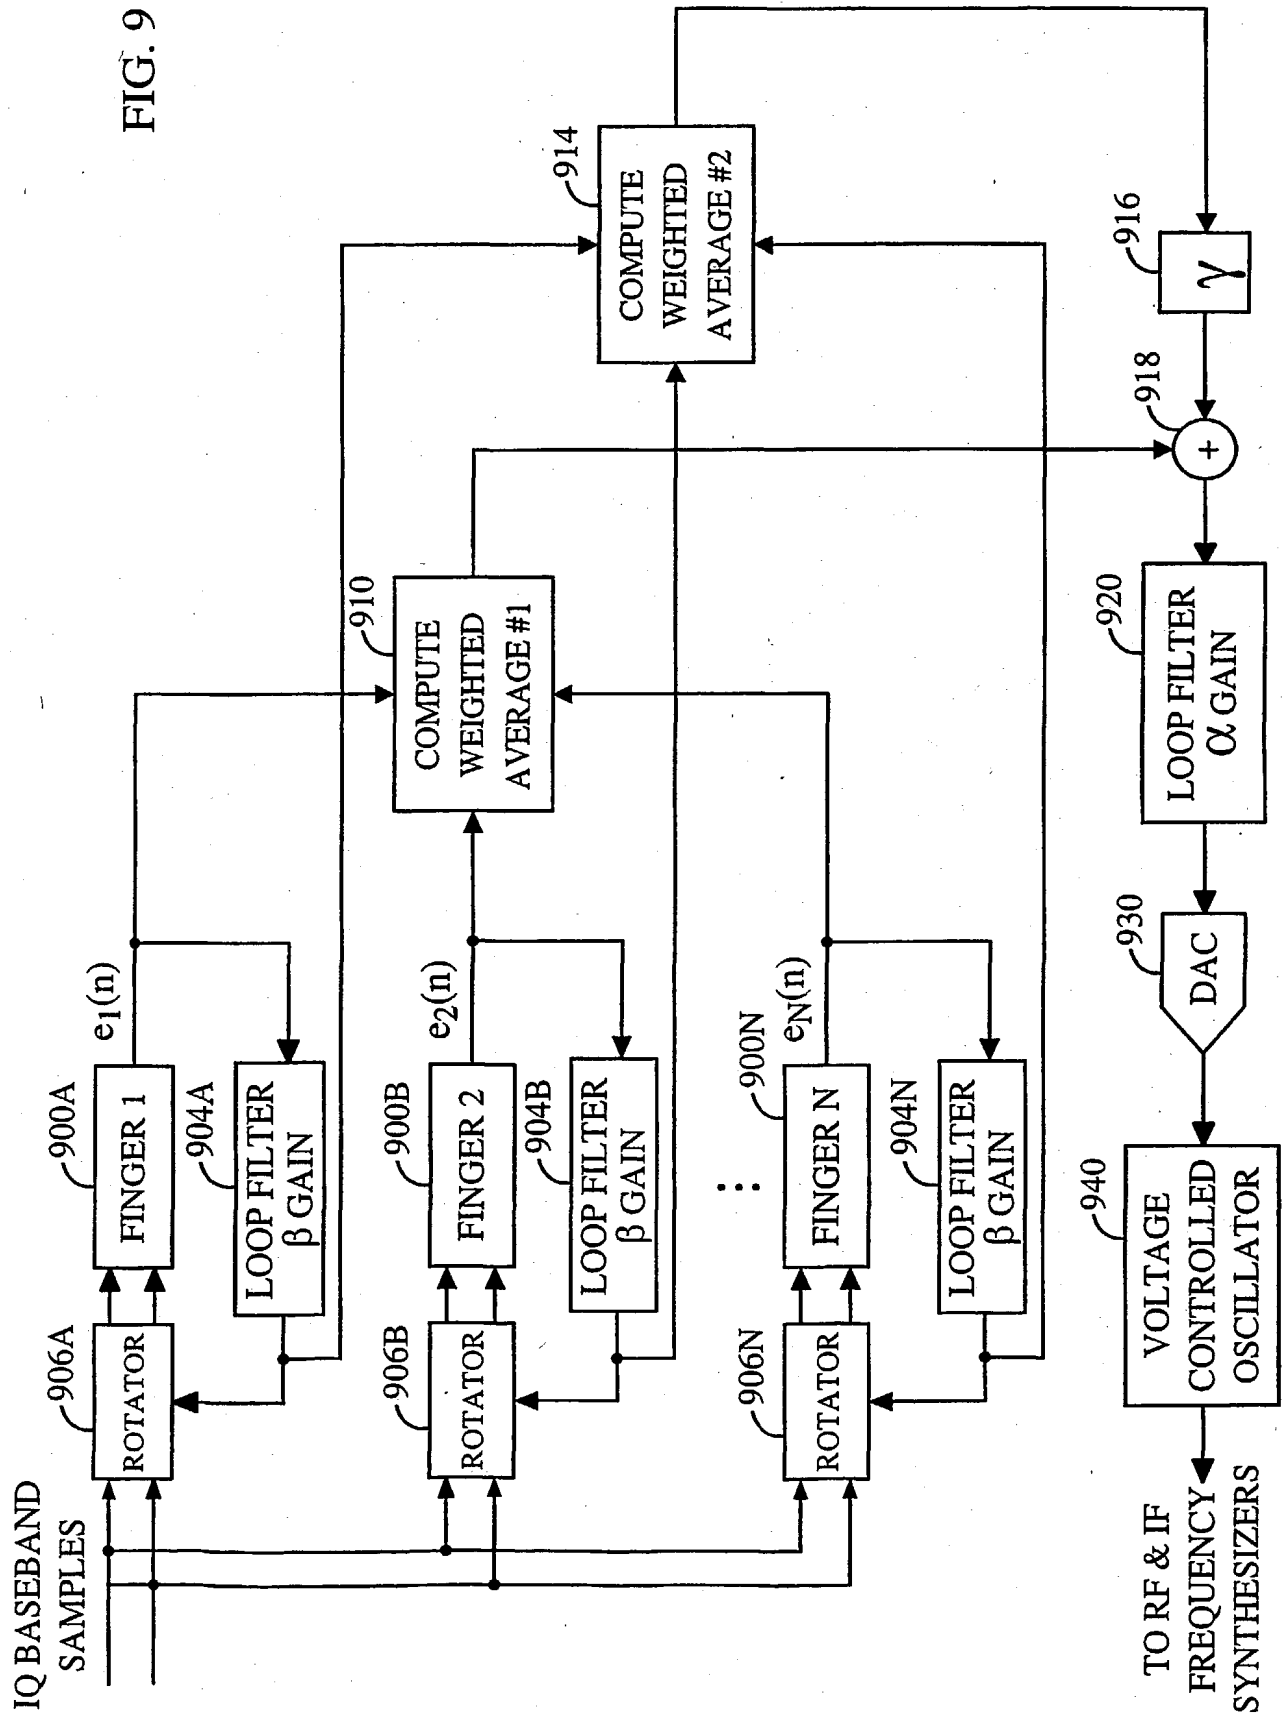 FIG. 9
IQ BASEBAND
SAMPLES
906A
ROTATOR
900A
FINGER 1
e1(n)
904A
LOOP FILTER
β GAIN
906B
ROTATOR
900B
FINGER 2
e2(n)
904B
LOOP FILTER
β GAIN
...
906N
ROTATOR
900N
FINGER N
eN(n)
904N
LOOP FILTER
β GAIN
910
COMPUTE
WEIGHTED
AVERAGE #1
914
COMPUTE
WEIGHTED
AVERAGE #2
916
γ
918
+
920
LOOP FILTER
α GAIN
930
DAC
940
VOLTAGE
CONTROLLED
OSCILLATOR
TO RF & IF
FREQUENCY
SYNTHESIZERS